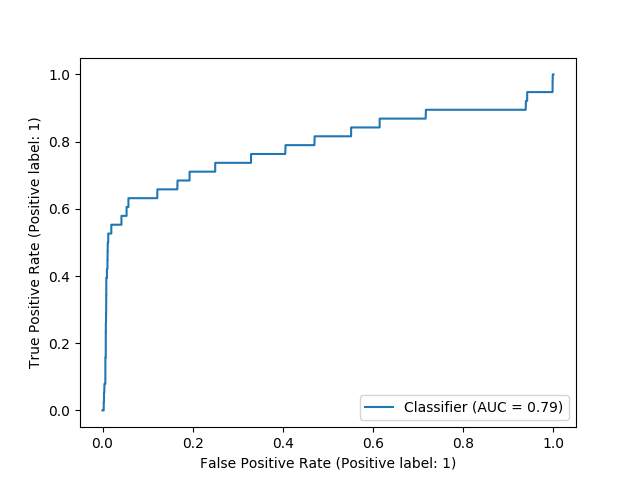 1.0
0.8
0.6
0.4
0.2
0.0
True Positive Rate (Positive label: 1)
Classifier (AUC = 0.79)
0.0 0.2 0.4 0.6 0.8 1.0
False Positive Rate (Positive label: 1)